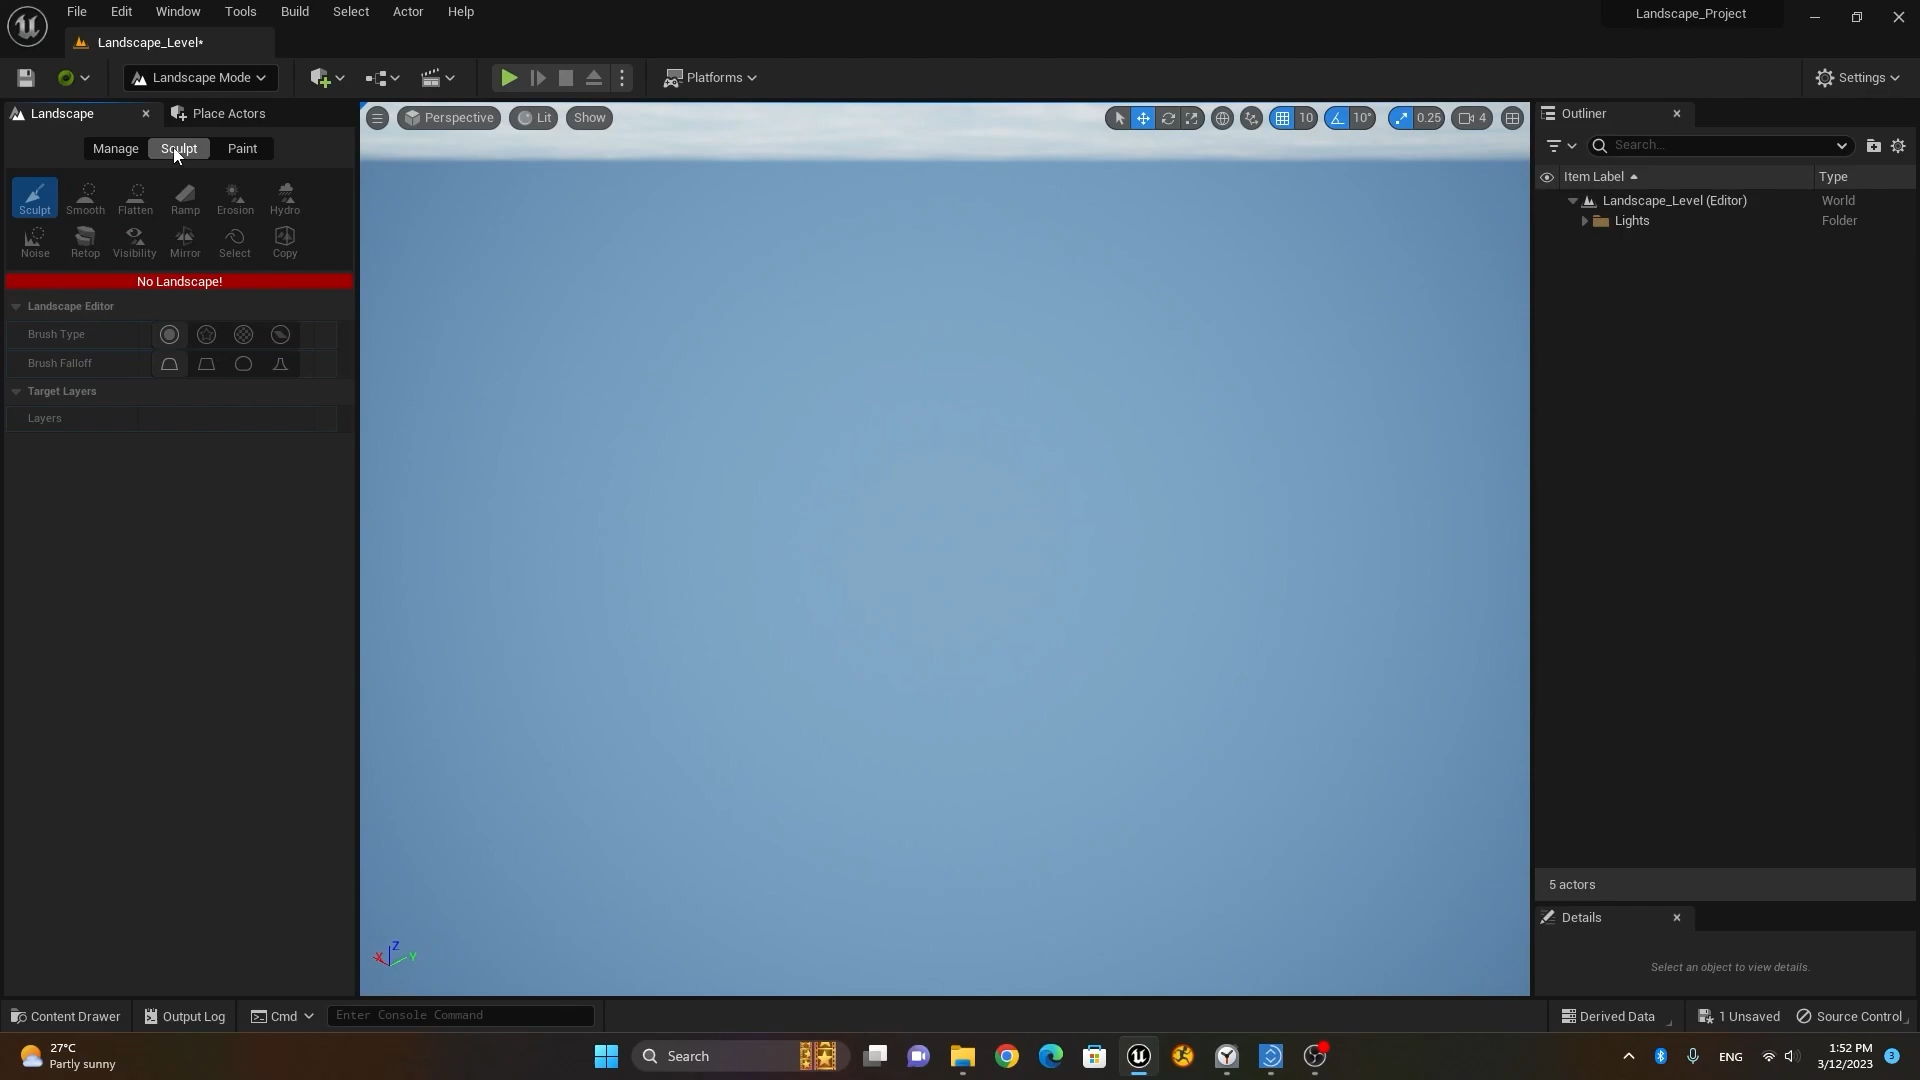 File Edit Window Tools Build Select Actor Help
Landscape_Project
Landscape_Level*
Landscape Mode
Platforms
Settings
Landscape
Place Actors
Perspective
Lit
Show
10
10°
0.25
4
Outliner
Manage
Sculpt
Paint
Search...
Item Label
Type
Sculpt Smooth Flatten Ramp Erosion Hydro
Landscape_Level (Editor) World
Lights Folder
Noise Retop Visibility Mirror Select Copy
No Landscape!
Landscape Editor
Brush Type
Brush Falloff
Target Layers
Layers
5 actors
Details
Select an object to view details.
Z
X
Y
Content Drawer
Output Log
Cmd
Enter Console Command
Derived Data
1 Unsaved
Source Control
27°C
Partly sunny
Search
ENG
1:52 PM
3/12/2023
3